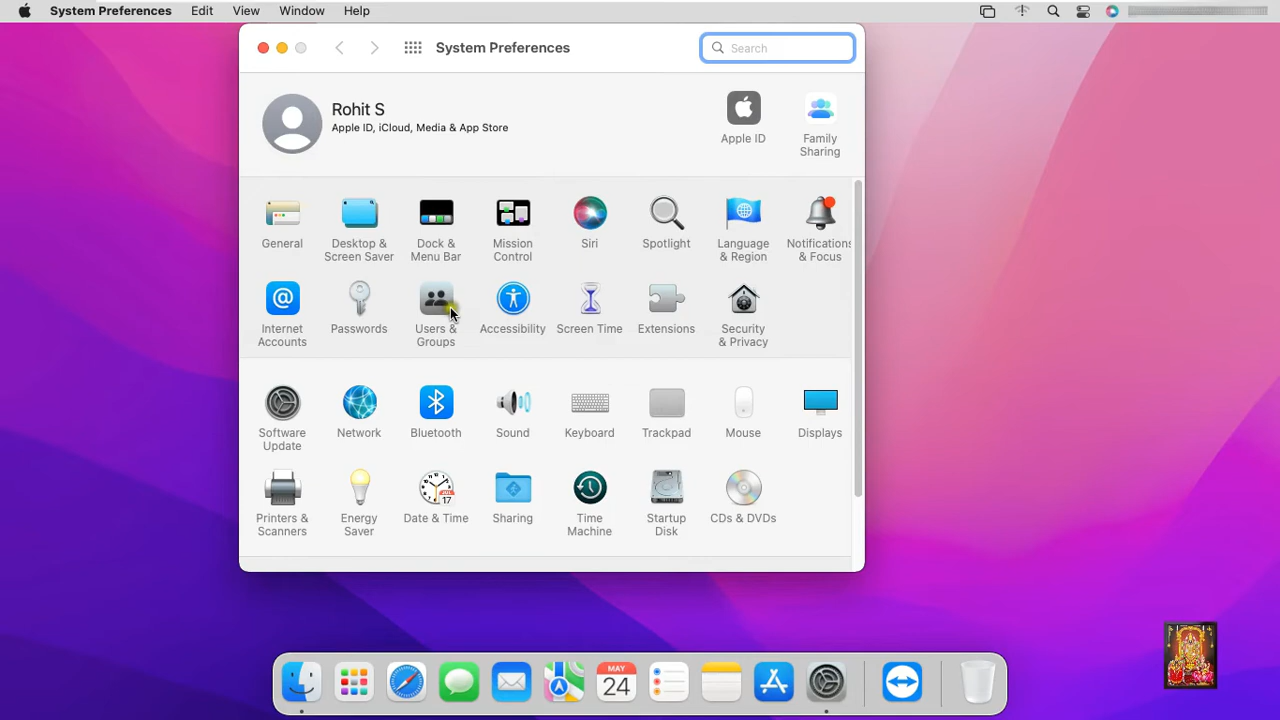 System Preferences Edit View Window Help
System Preferences
Search
Rohit S
Apple ID, iCloud, Media & App Store
Apple ID
Family
Sharing
General
Desktop &
Screen Saver
Dock &
Menu Bar
Mission
Control
Siri
Spotlight
Language
& Region
Notifications
& Focus
Internet
Accounts
Passwords
Users &
Groups
Accessibility
Screen Time
Extensions
Security
& Privacy
Software
Update
Network
Bluetooth
Sound
Keyboard
Trackpad
Mouse
Displays
Printers &
Scanners
Energy
Saver
JUL
17
Date & Time
Sharing
Time
Machine
Startup
Disk
CDs & DVDs
MAY
24